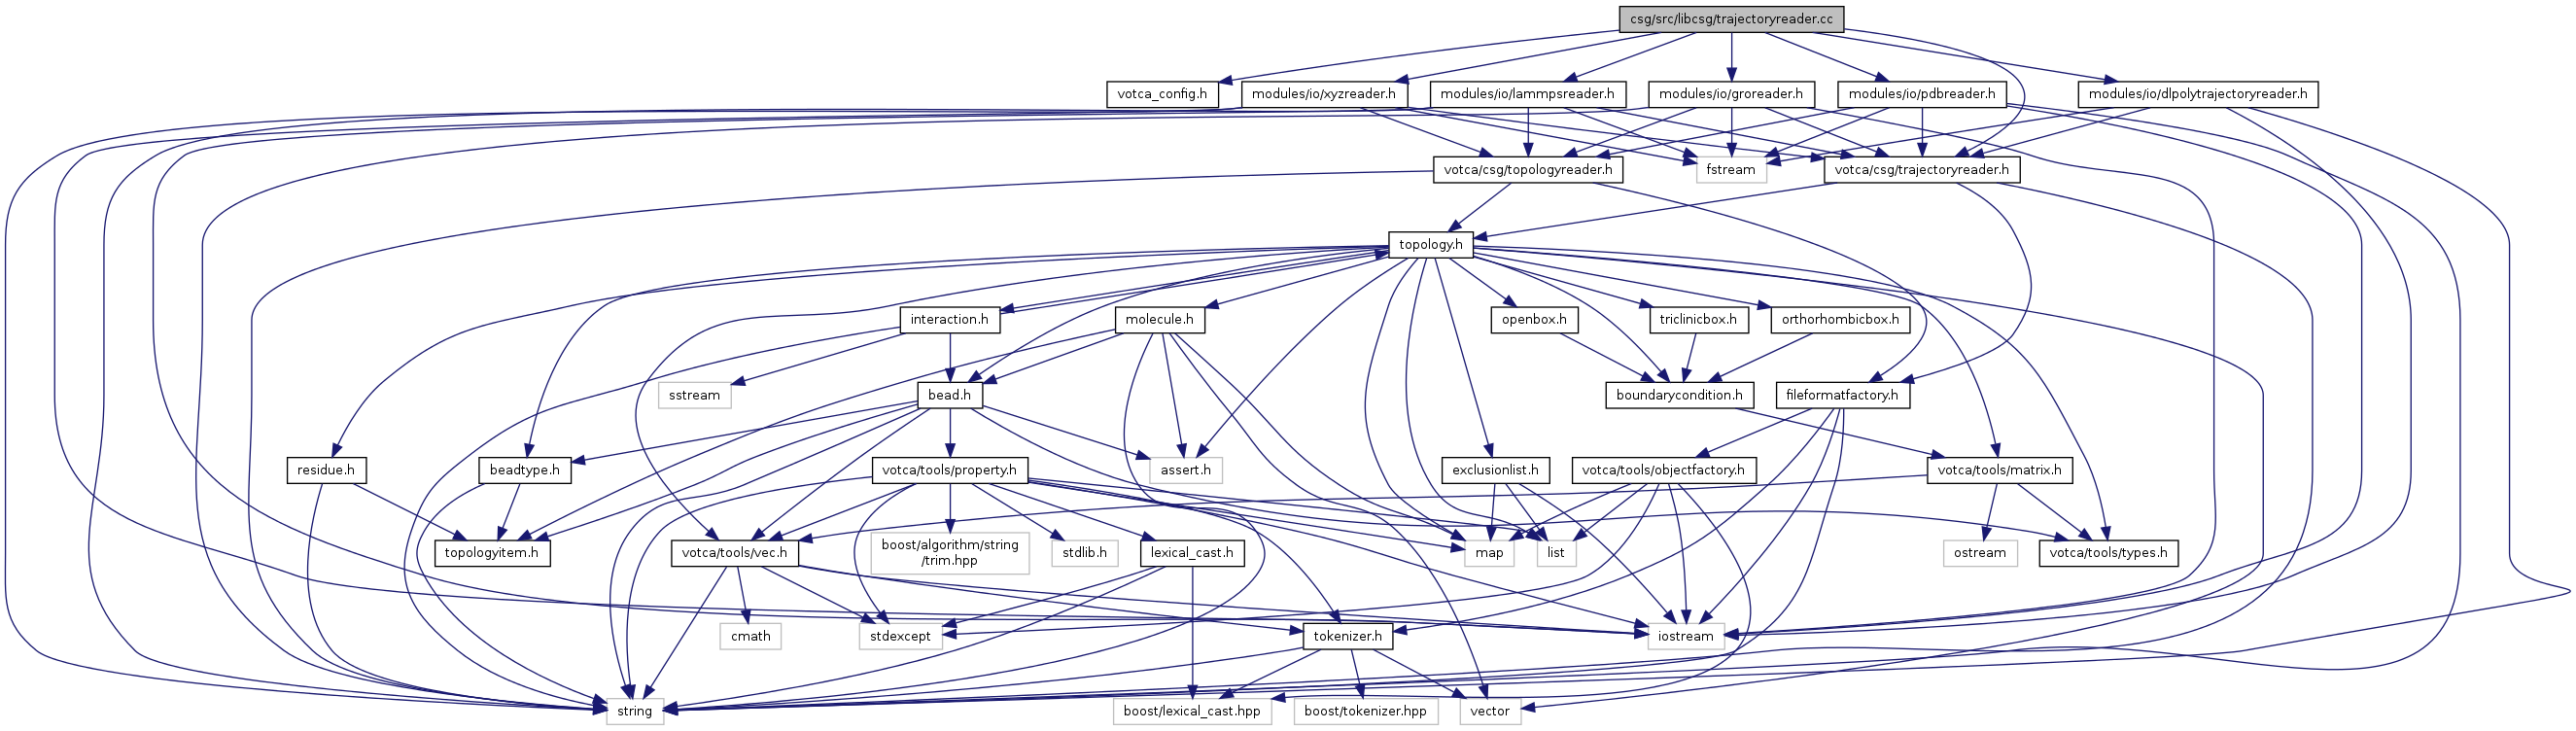 csg/src/libcsg/trajectoryreader.cc
votca_config.h
modules/io/xyzreader.h
modules/io/lammpsreader.h
modules/io/groreader.h
modules/io/pdbreader.h
modules/io/dlpolytrajectoryreader.h
votca/csg/topologyreader.h
fstream
votca/csg/trajectoryreader.h
topology.h
interaction.h
molecule.h
openbox.h
triclinicbox.h
orthorhombicbox.h
sstream
bead.h
boundarycondition.h
fileformatfactory.h
residue.h
beadtype.h
votca/tools/property.h
assert.h
exclusionlist.h
votca/tools/objectfactory.h
votca/tools/matrix.h
topologyitem.h
votca/tools/vec.h
boost/algorithm/string
/trim.hpp
stdlib.h
lexical_cast.h
map
list
ostream
votca/tools/types.h
cmath
stdexcept
tokenizer.h
iostream
string
boost/lexical_cast.hpp
boost/tokenizer.hpp
vector